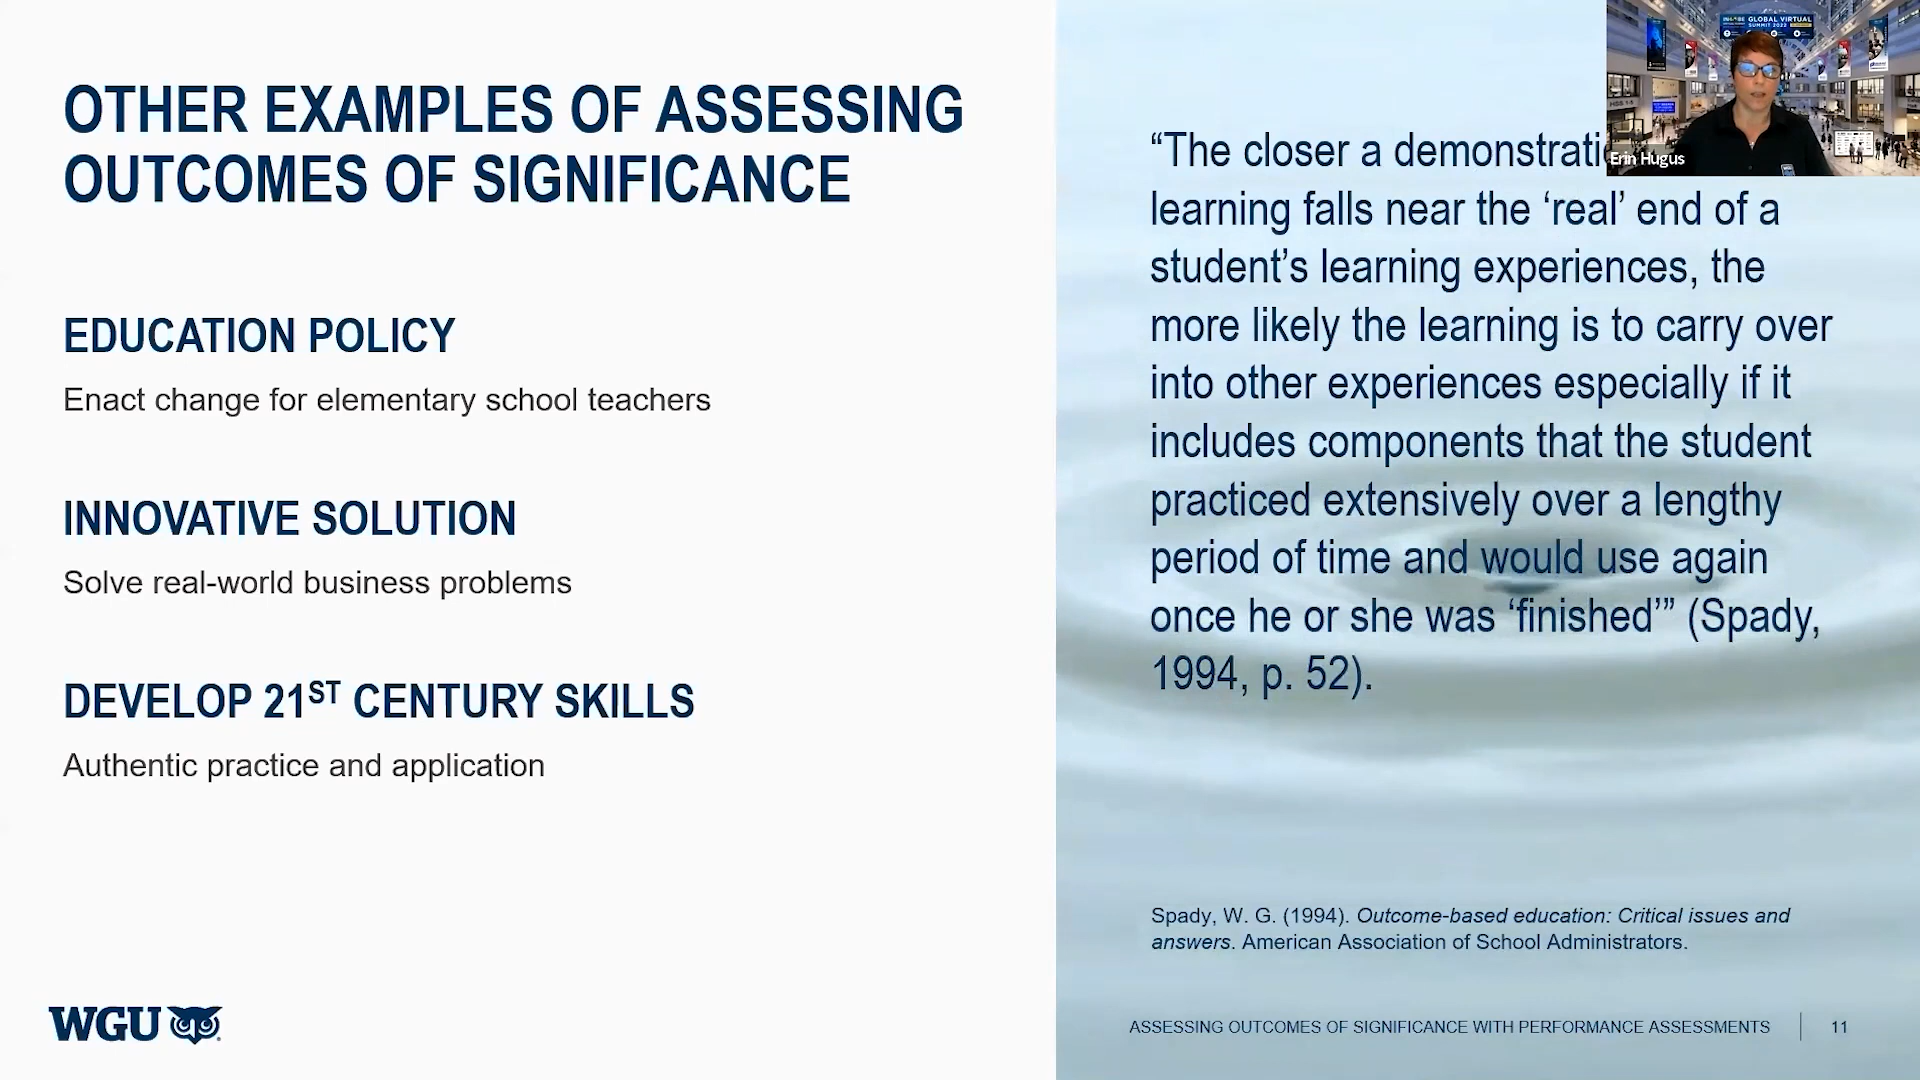 OTHER EXAMPLES OF ASSESSING
OUTCOMES OF SIGNIFICANCE
EDUCATION POLICY
Enact change for elementary school teachers
INNOVATIVE SOLUTION
Solve real-world business problems
DEVELOP 21ST CENTURY SKILLS
Authentic practice and application
WGU
GLOBAL VIRTUAL
SUMMIT 2022
Erin Hugus
“The closer a demonstrati
learning falls near the ‘real’ end of a
student’s learning experiences, the
more likely the learning is to carry over
into other experiences especially if it
includes components that the student
practiced extensively over a lengthy
period of time and would use again
once he or she was ‘finished’” (Spady,
1994, p. 52).
Spady, W. G. (1994). Outcome-based education: Critical issues and
answers. American Association of School Administrators.
ASSESSING OUTCOMES OF SIGNIFICANCE WITH PERFORMANCE ASSESSMENTS | 11